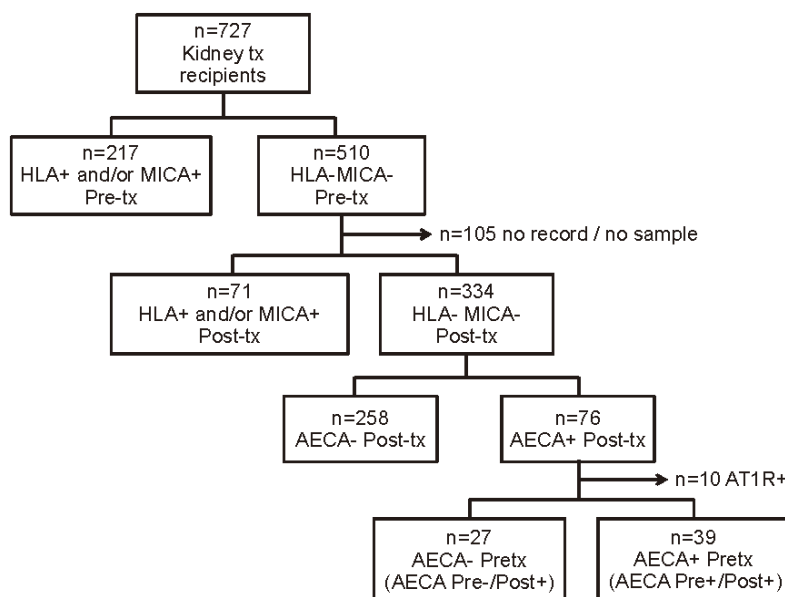 n=727
Kidney tx
recipients
n=217
HLA+ and/or MICA+
Pre-tx
n=510
HLA-MICA-
Pre-tx
n=105 no record / no sample
n=71
HLA+ and/or MICA+
Post-tx
n=334
HLA- MICA-
Post-tx
n=258
AECA- Post-tx
n=76
AECA+ Post-tx
n=10 AT1R+
n=27
AECA- Pretx
(AECA Pre-/Post+)
n=39
AECA+ Pretx
(AECA Pre+/Post+)